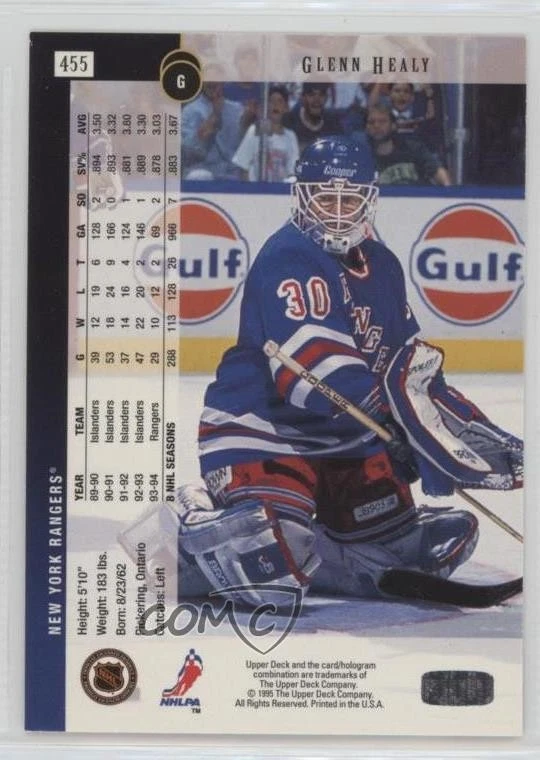 455
G
GLENN HEALY
NEW YORK RANGERS®
Height: 5'10"
Weight: 183 lbs.
Born: 8/23/62
Pickering, Ontario
Catches: Left
YEAR TEAM G W L T GA SO SV% AVG
89-90 Islanders 39 12 19 6 128 2 .894 3.50
90-91 Islanders 53 18 24 9 166 0 .893 3.32
91-92 Islanders 37 14 16 4 124 1 .881 3.80
92-93 Islanders 47 22 20 2 146 1 .889 3.30
93-94 Rangers 29 10 12 2 69 2 .878 3.03
8 NHL SEASONS 288 113 128 26 966 7 .883 3.67
Cooper
30
Gulf
Gulf
COMC
NHL
NHLPA
TM
Upper Deck and the card/hologram
combination are trademarks of
The Upper Deck Company.
© 1995 The Upper Deck Company.
All Rights Reserved. Printed in the U.S.A.